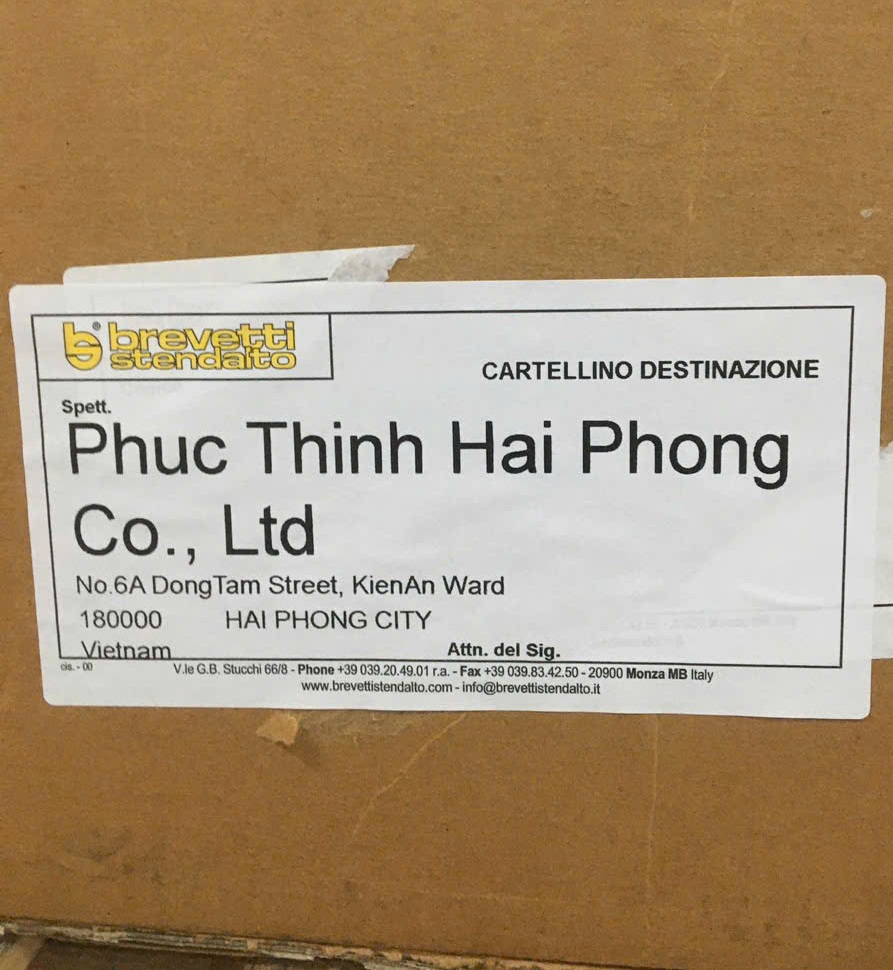 brevetti
stendalto
CARTELLINO DESTINAZIONE
Spett.
Phuc Thinh Hai Phong
Co., Ltd
No.6A DongTam Street, KienAn Ward
180000 HAI PHONG CITY
Vietnam Attn. del Sig.
cis. - 00
V.le G.B. Stucchi 66/8 - Phone +39 039.20.49.01 r.a. - Fax +39 039.83.42.50 - 20900 Monza MB Italy
www.brevettistendalto.com - info@brevettistendalto.it